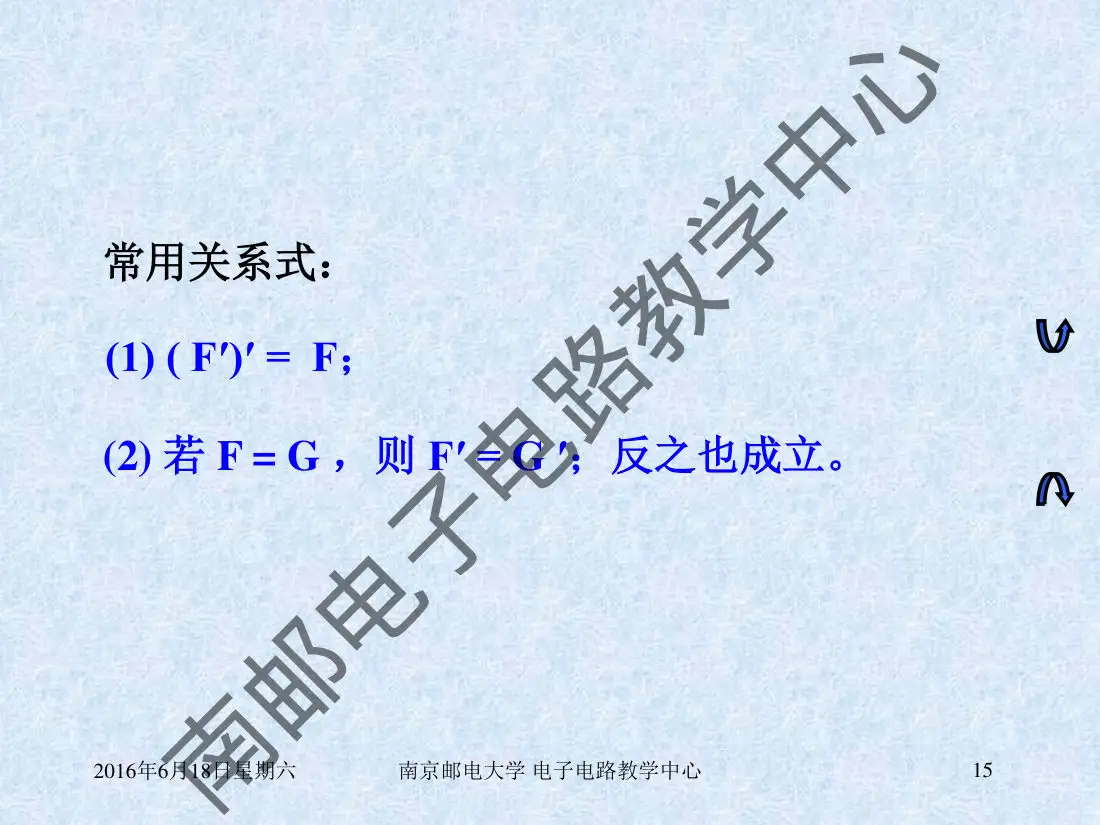 常用关系式：
(1) ( F′)′ = F；
(2) 若 F = G ，则 F′ = G ′；反之也成立。
南邮电子电路教学中心
2016年6月18日星期六
南京邮电大学 电子电路教学中心
15